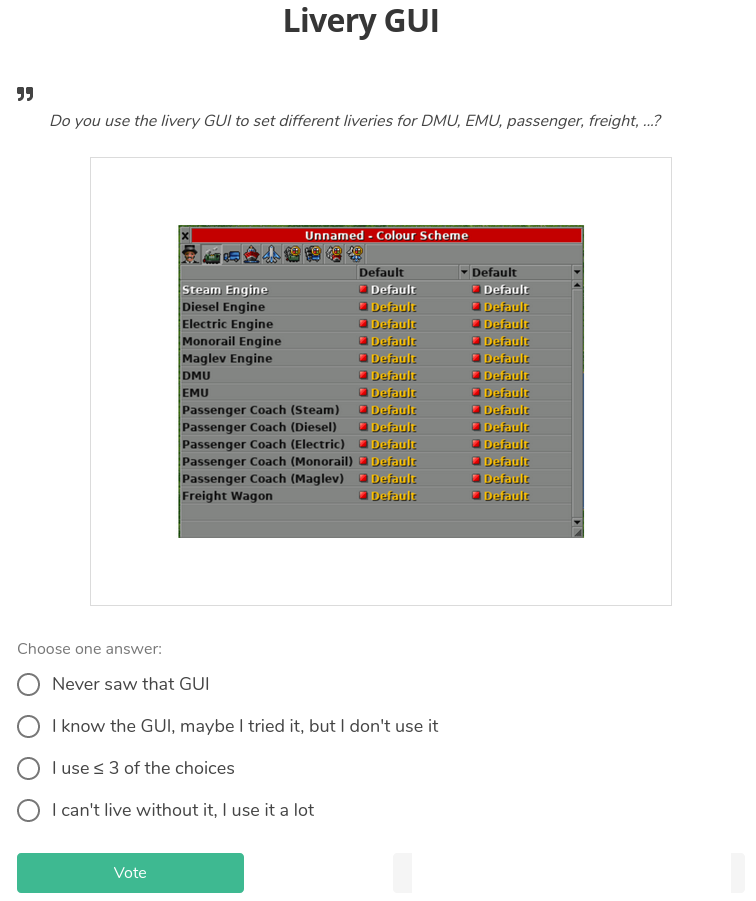 Livery GUI
Do you use the livery GUI to set different liveries for DMU, EMU, passenger, freight, ...?
x Unnamed - Colour Scheme
Default Default
Steam Engine Default Default
Diesel Engine Default Default
Electric Engine Default Default
Monorail Engine Default Default
Maglev Engine Default Default
DMU Default Default
EMU Default Default
Passenger Coach (Steam) Default Default
Passenger Coach (Diesel) Default Default
Passenger Coach (Electric) Default Default
Passenger Coach (Monorail) Default Default
Passenger Coach (Maglev) Default Default
Freight Wagon Default Default
Choose one answer:
Never saw that GUI
I know the GUI, maybe I tried it, but I don't use it
I use ≤ 3 of the choices
I can't live without it, I use it a lot
Vote